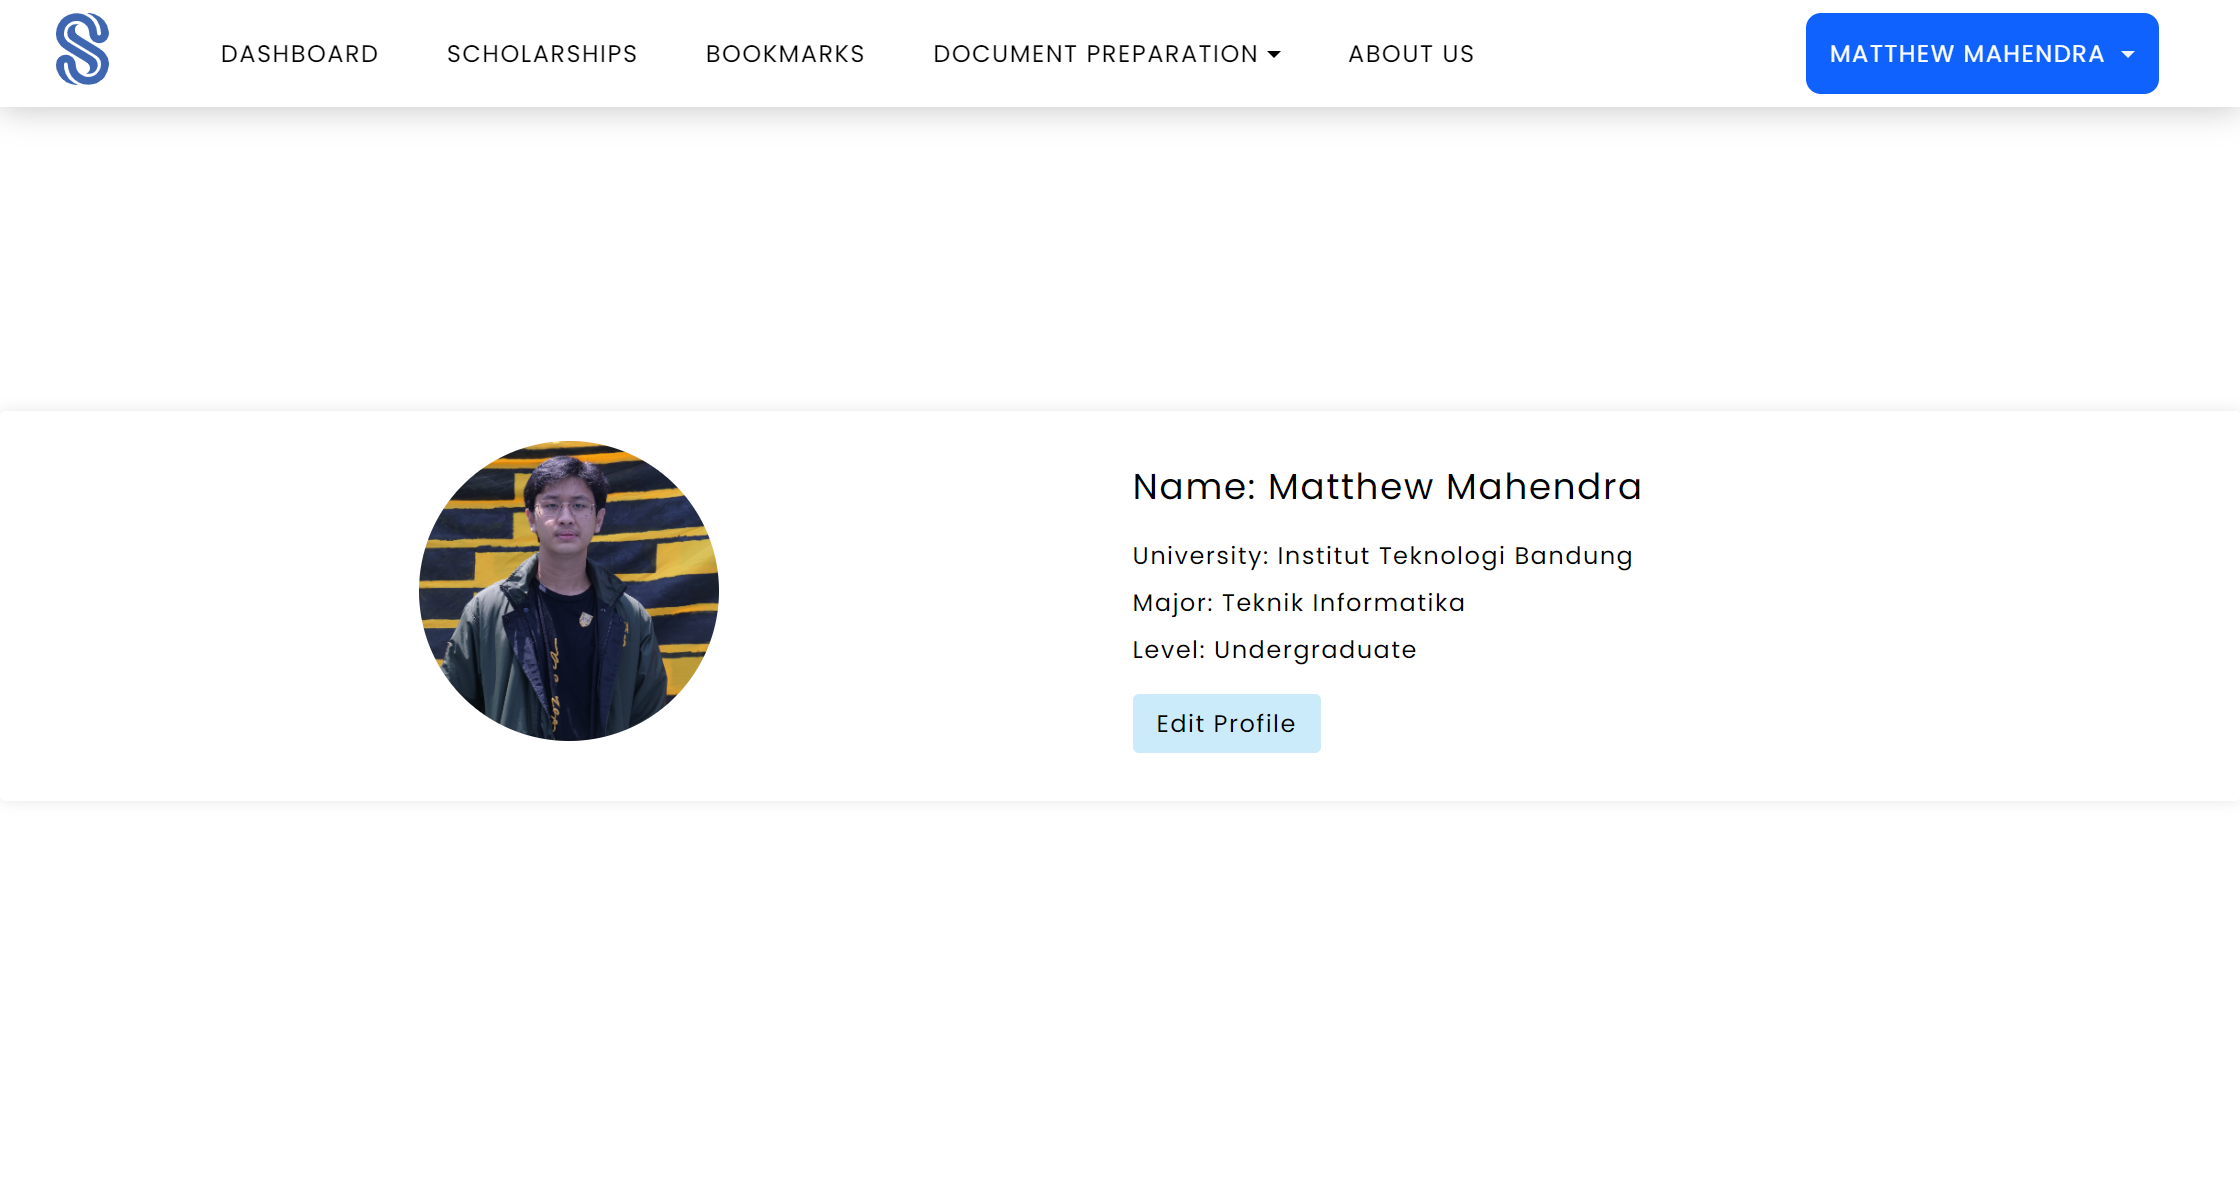 DASHBOARD SCHOLARSHIPS BOOKMARKS DOCUMENT PREPARATION ABOUT US MATTHEW MAHENDRA
Name: Matthew Mahendra
University: Institut Teknologi Bandung
Major: Teknik Informatika
Level: Undergraduate
Edit Profile